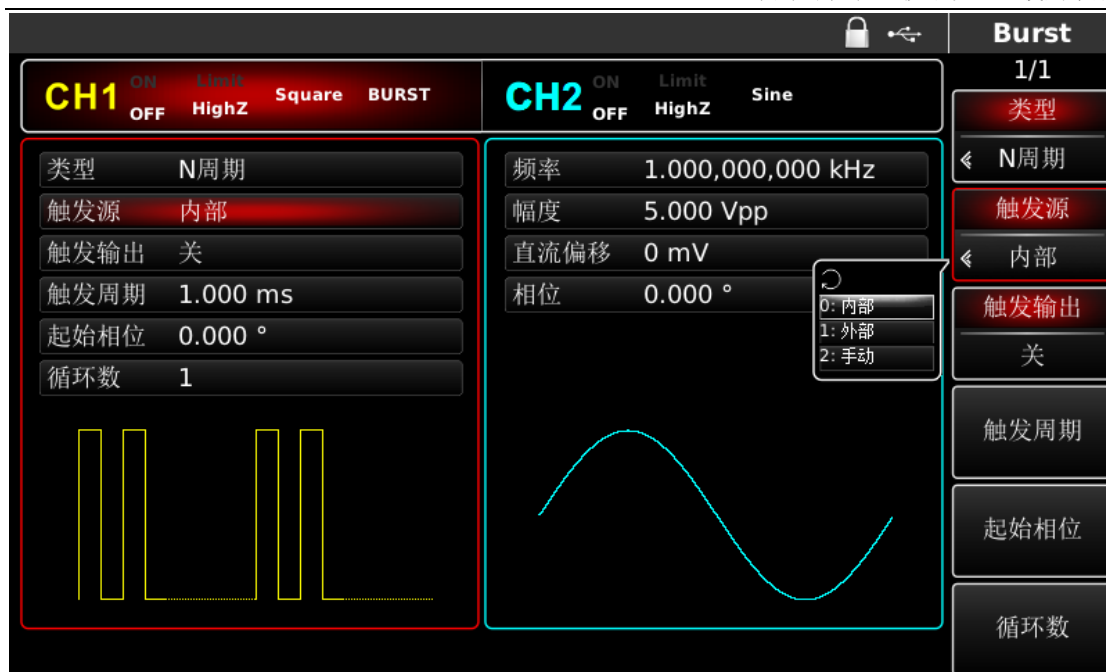 Burst
1/1
CH1 ON OFF Limit HighZ Square BURST
CH2 ON OFF Limit HighZ Sine
类型 N周期
触发源 内部
触发输出 关
触发周期 1.000 ms
起始相位 0.000 °
循环数 1
频率 1.000,000,000 kHz
幅度 5.000 Vpp
直流偏移 0 mV
相位 0.000 °
0: 内部
1: 外部
2: 手动
类型
N周期
触发源
内部
触发输出
关
触发周期
起始相位
循环数